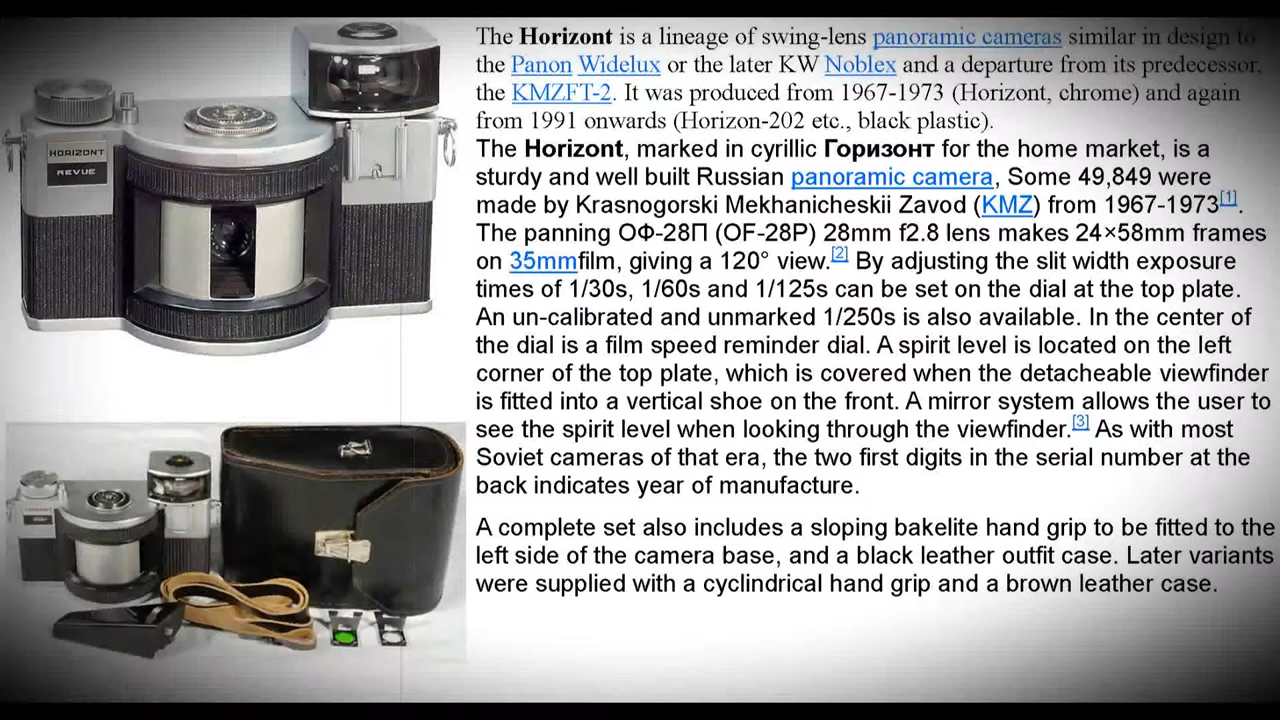 HORIZONT
REVUE
The Horizont is a lineage of swing-lens panoramic cameras similar in design to
the Panon Widelux or the later KW Noblex and a departure from its predecessor,
the KMZFT-2. It was produced from 1967-1973 (Horizont, chrome) and again
from 1991 onwards (Horizon-202 etc., black plastic).
The Horizont, marked in cyrillic Горизонт for the home market, is a
sturdy and well built Russian panoramic camera, Some 49,849 were
made by Krasnogorski Mekhanicheskii Zavod (KMZ) from 1967-1973[1].
The panning ОФ-28П (OF-28P) 28mm f2.8 lens makes 24×58mm frames
on 35mmfilm, giving a 120° view.[2] By adjusting the slit width exposure
times of 1/30s, 1/60s and 1/125s can be set on the dial at the top plate.
An un-calibrated and unmarked 1/250s is also available. In the center of
the dial is a film speed reminder dial. A spirit level is located on the left
corner of the top plate, which is covered when the detacheable viewfinder
is fitted into a vertical shoe on the front. A mirror system allows the user to
see the spirit level when looking through the viewfinder.[3] As with most
Soviet cameras of that era, the two first digits in the serial number at the
back indicates year of manufacture.
A complete set also includes a sloping bakelite hand grip to be fitted to the
left side of the camera base, and a black leather outfit case. Later variants
were supplied with a cyclindrical hand grip and a brown leather case.